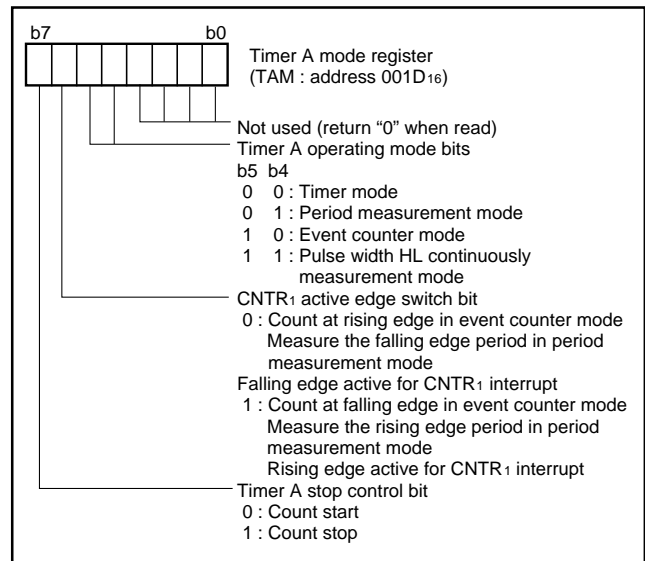 b7 b0
Timer A mode register
(TAM : address 001D16)
Not used (return “0” when read)
Timer A operating mode bits
b5 b4
0 0 : Timer mode
0 1 : Period measurement mode
1 0 : Event counter mode
1 1 : Pulse width HL continuously
measurement mode
CNTR1 active edge switch bit
0 : Count at rising edge in event counter mode
Measure the falling edge period in period
measurement mode
Falling edge active for CNTR1 interrupt
1 : Count at falling edge in event counter mode
Measure the rising edge period in period
measurement mode
Rising edge active for CNTR1 interrupt
Timer A stop control bit
0 : Count start
1 : Count stop